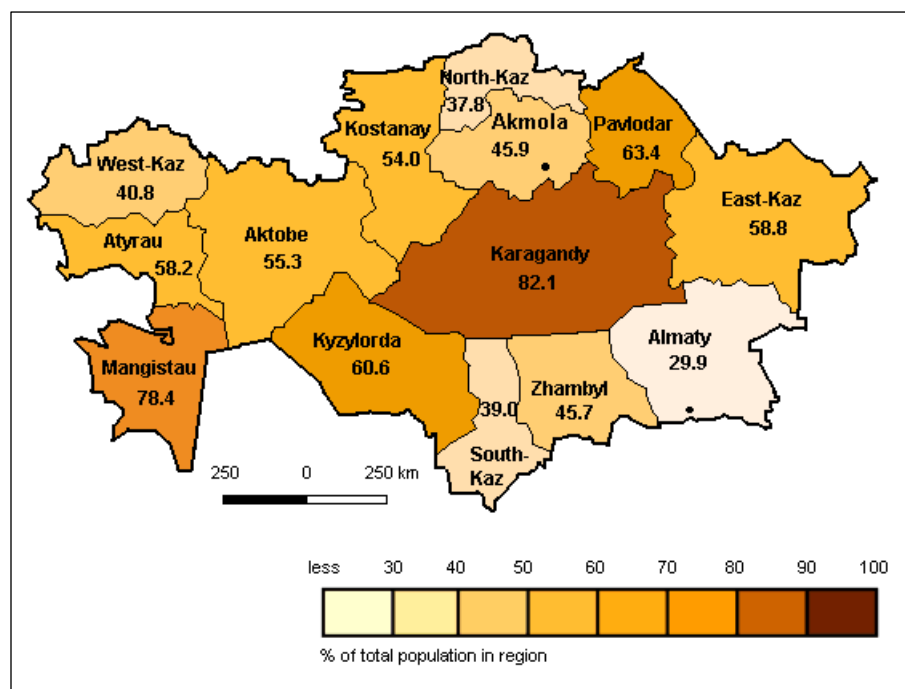 North-Kaz
37.8
Kostanay
54.0
Akmola
45.9
Pavlodar
63.4
West-Kaz
40.8
East-Kaz
58.8
Atyrau
58.2
Aktobe
55.3
Karagandy
82.1
Mangistau
78.4
Kyzylorda
60.6
Almaty
29.9
Zhambyl
45.7
39.0
South-
Kaz
250 0 250 km
less 30 40 50 60 70 80 90 100
% of total population in region